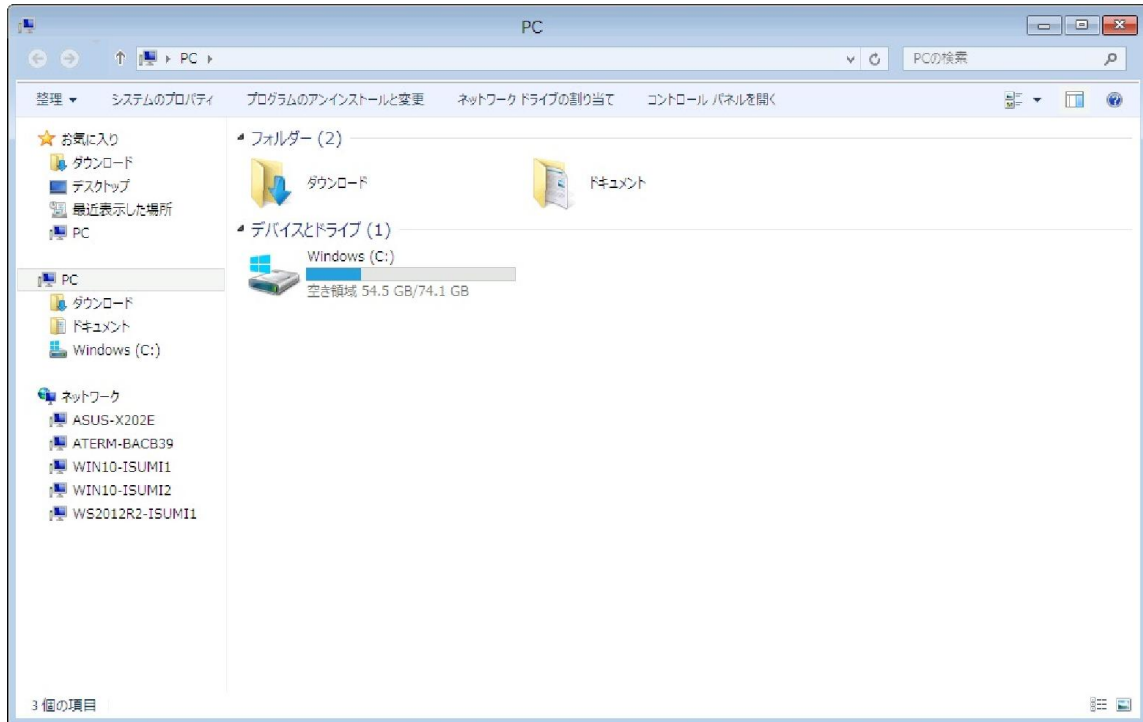 PC
PC
PCの検索
整理 システムのプロパティ プログラムのアンインストールと変更 ネットワーク ドライブの割り当て コントロール パネルを開く
お気に入り
ダウンロード
デスクトップ
最近表示した場所
PC
PC
ダウンロード
ドキュメント
Windows (C:)
ネットワーク
ASUS-X202E
ATERM-BACB39
WIN10-ISUMI1
WIN10-ISUMI2
WS2012R2-ISUMI1
フォルダー (2)
ダウンロード
ドキュメント
デバイスとドライブ (1)
Windows (C:)
空き領域 54.5 GB/74.1 GB
3 個の項目